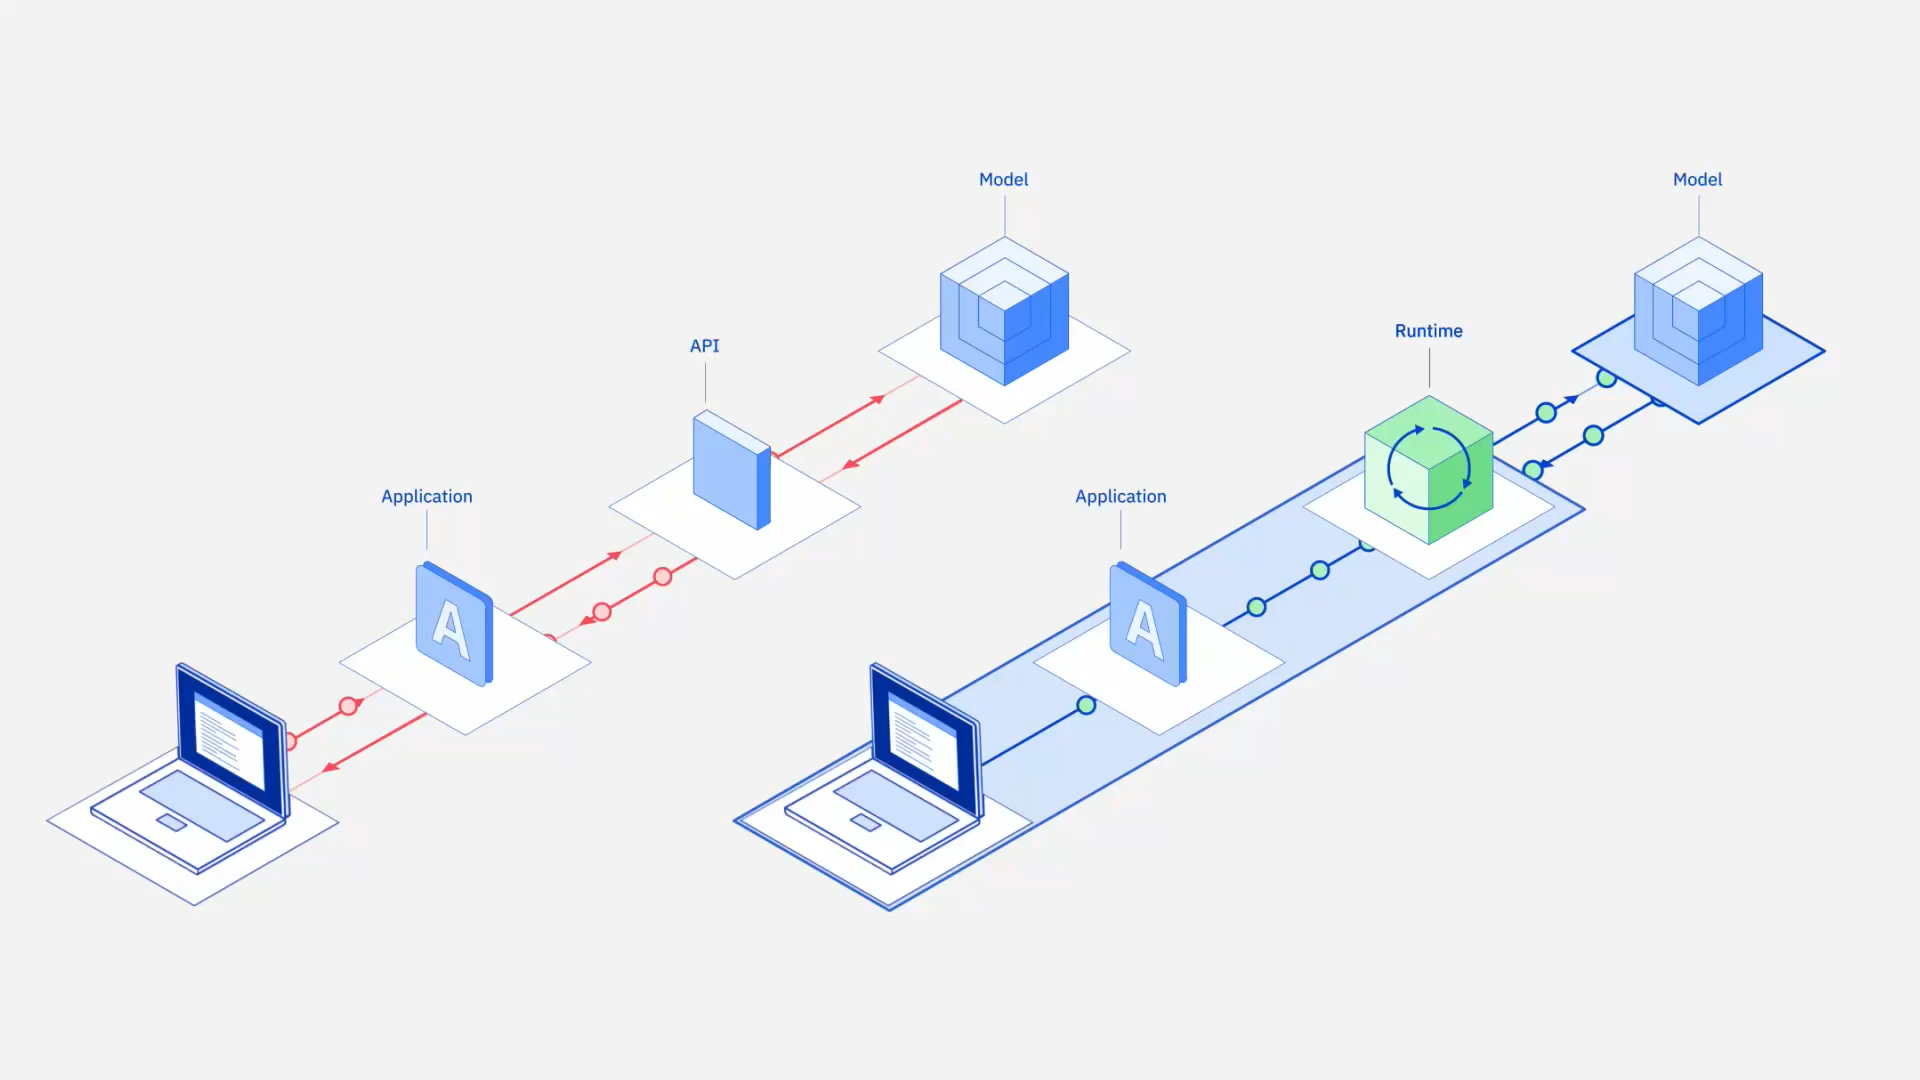 Model
API
Application
A
Model
Runtime
Application
A